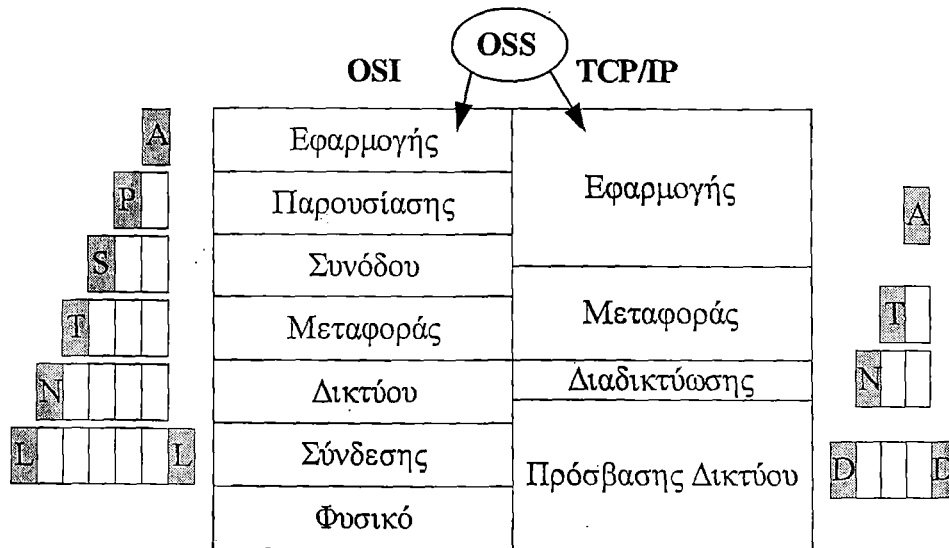 OSS
OSI TCP/IP
A
Εφαρμογής
P
Παρουσίασης
Εφαρμογής
A
S
Συνόδου
T
Μεταφοράς
Μεταφοράς
T
N
Δικτύου
Διαδικτύωσης
N
L L
Σύνδεσης
Πρόσβασης Δικτύου
D D
Φυσικό